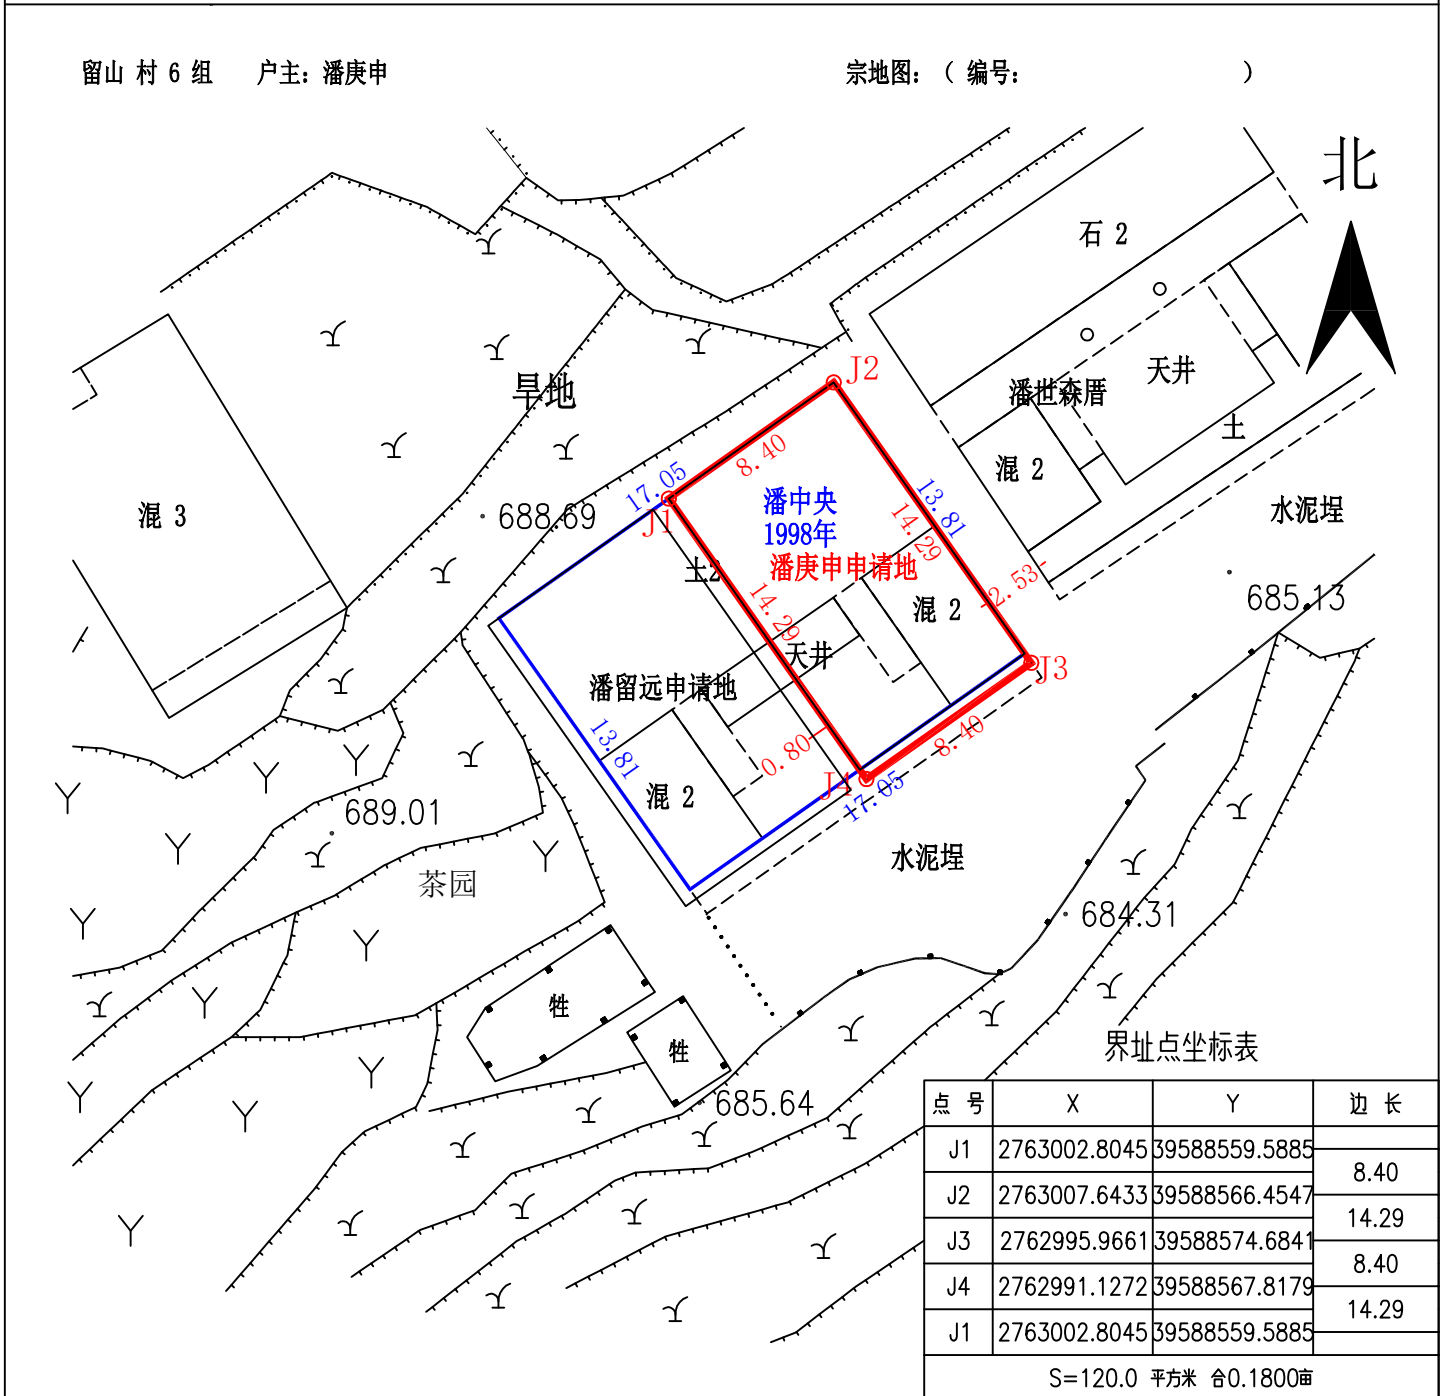 留山 村 6 组 户主：潘庚申
宗地图：（ 编号： ）
北
石 2
J2
天井
旱地
潘世森厝
8.40
土
17.05
混 2
13.81
潘中央
混 3
688.69
J1
1998年
14.29
水泥埕
潘庚申申请地
土2
2.53
14.29
混 2
685.13
天井
J3
潘留远申请地
13.81
8.40
0.80
J4
混 2
17.05
689.01
水泥埕
茶园
684.31
牲
牲
界址点坐标表
685.64
点 号 X Y 边 长
J1 2763002.8045 39588559.5885
8.40
J2 2763007.6433 39588566.4547
14.29
J3 2762995.9661 39588574.6841
8.40
J4 2762991.1272 39588567.8179
14.29
J1 2763002.8045 39588559.5885
S=120.0 平方米 合0.1800亩